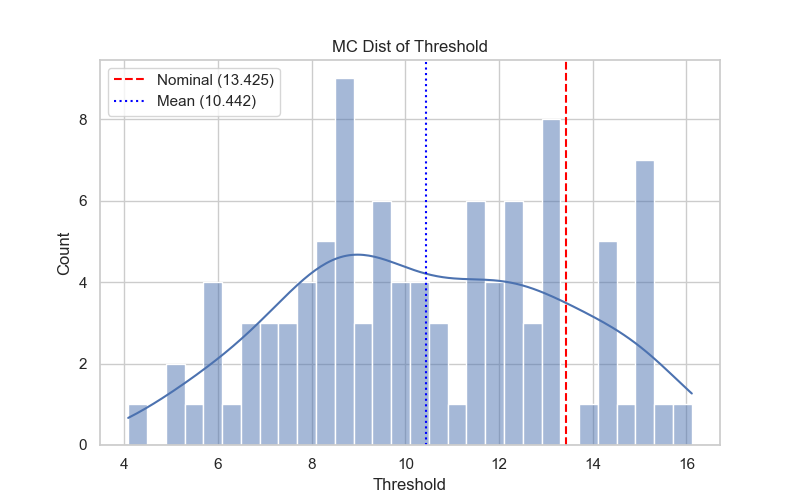 MC Dist of Threshold
Nominal (13.425)
Mean (10.442)
Count
8
6
4
2
0
4
6
8
10
12
14
16
Threshold